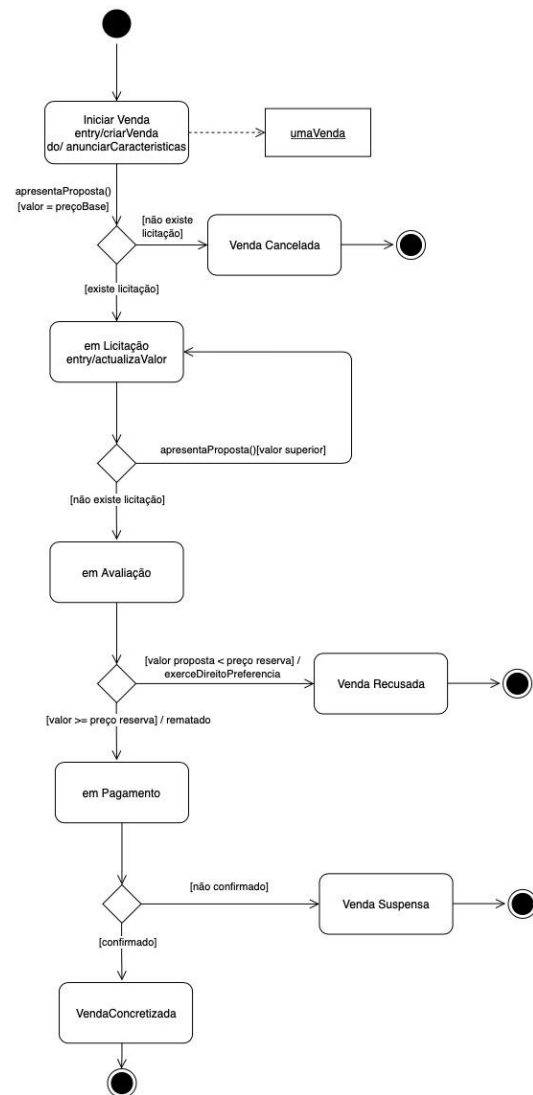 Iniciar Venda
entry/criarVenda
do/ anunciarCaracteristicas
umaVenda
apresentaProposta()
[valor = preçoBase]
[não existe
licitação]
Venda Cancelada
[existe licitação]
em Licitação
entry/actualizaValor
apresentaProposta()[valor superior]
[não existe licitação]
em Avaliação
[valor proposta < preço reserva] /
exerceDireitoPreferencia
Venda Recusada
[valor >= preço reserva] / rematado
em Pagamento
[não confirmado]
Venda Suspensa
[confirmado]
VendaConcretizada